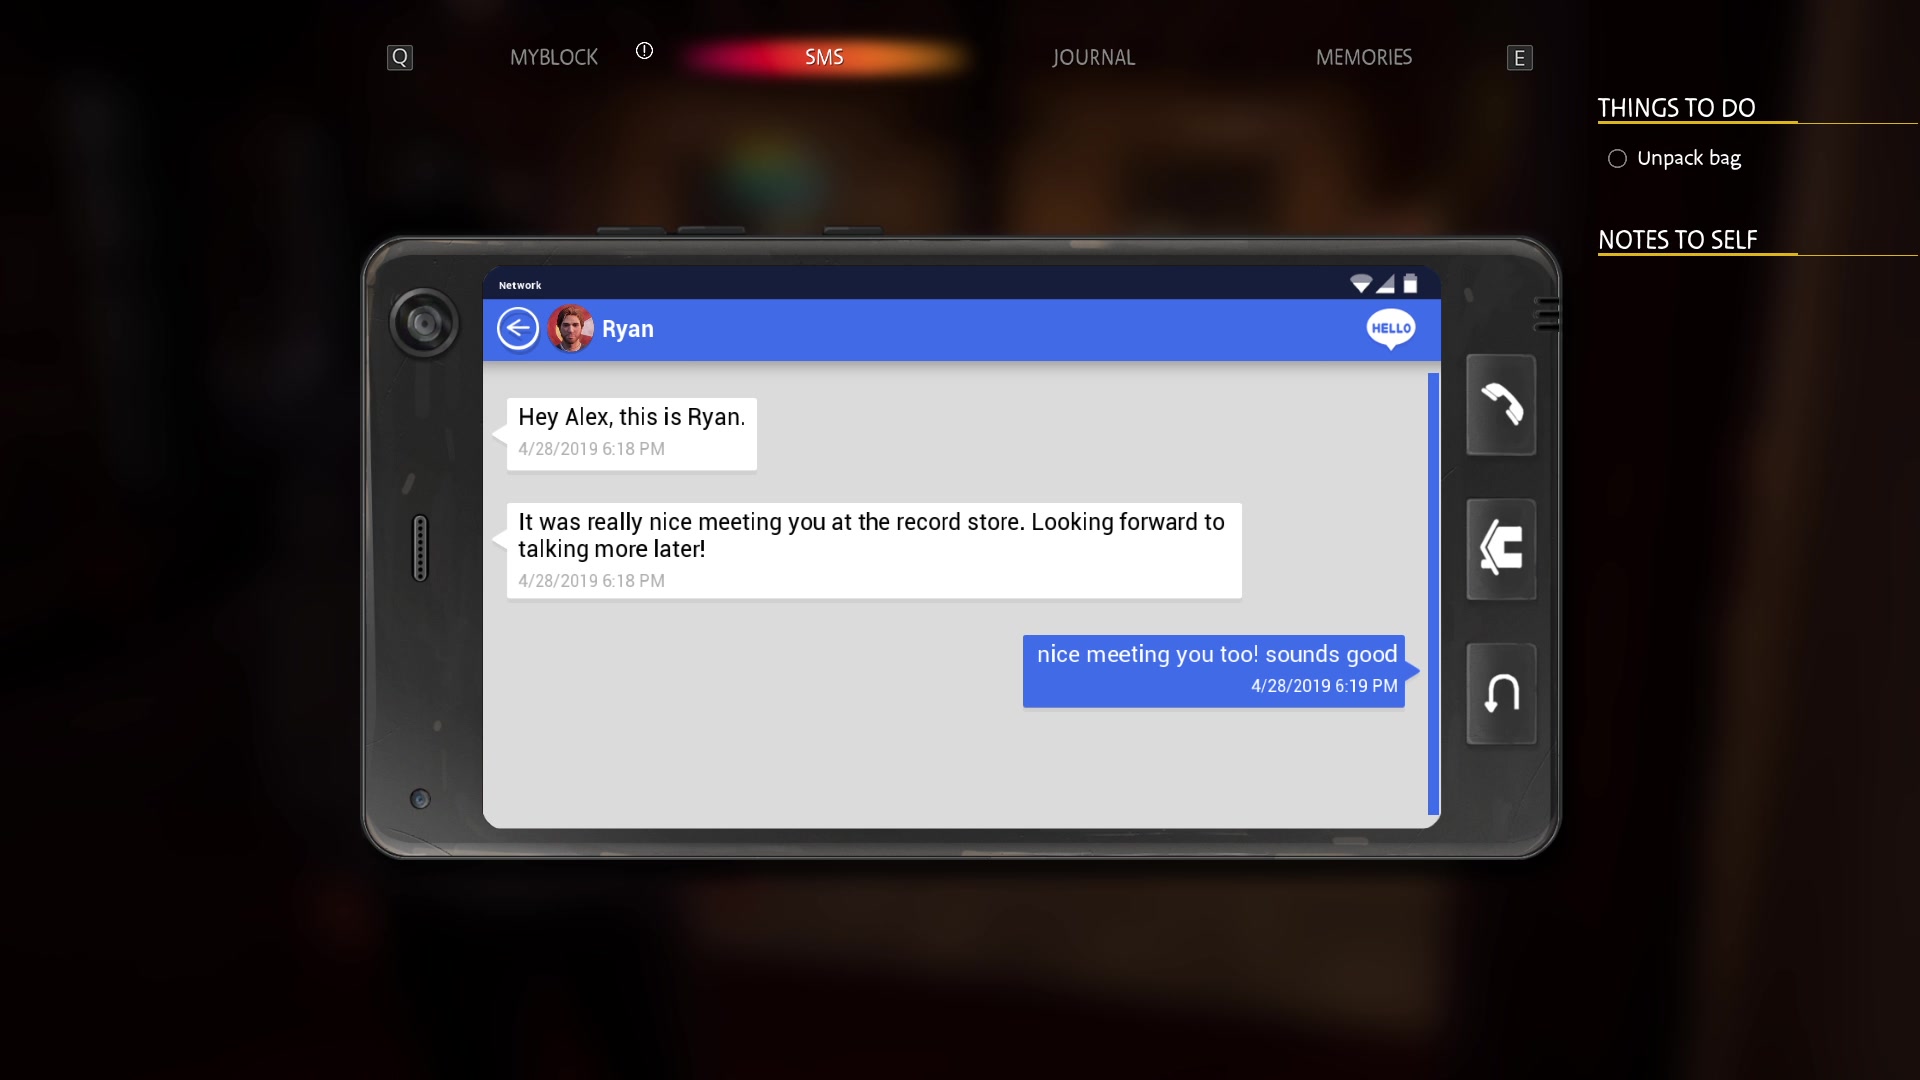 Q MYBLOCK SMS JOURNAL MEMORIES E
THINGS TO DO
Unpack bag
NOTES TO SELF
Network
Ryan
HELLO
Hey Alex, this is Ryan.
4/28/2019 6:18 PM
It was really nice meeting you at the record store. Looking forward to
talking more later!
4/28/2019 6:18 PM
nice meeting you too! sounds good
4/28/2019 6:19 PM